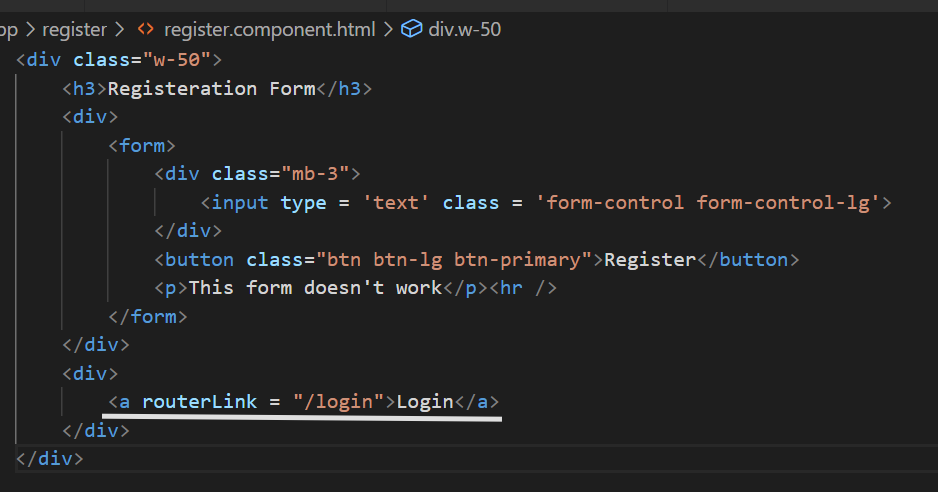 pp > register > <> register.component.html > div.w-50
<div class="w-50">
<h3>Registeration Form</h3>
<div>
<form>
<div class="mb-3">
<input type = 'text' class = 'form-control form-control-lg'>
</div>
<button class="btn btn-lg btn-primary">Register</button>
<p>This form doesn't work</p><hr />
</form>
</div>
<div>
<a routerLink = "/login">Login</a>
</div>
</div>